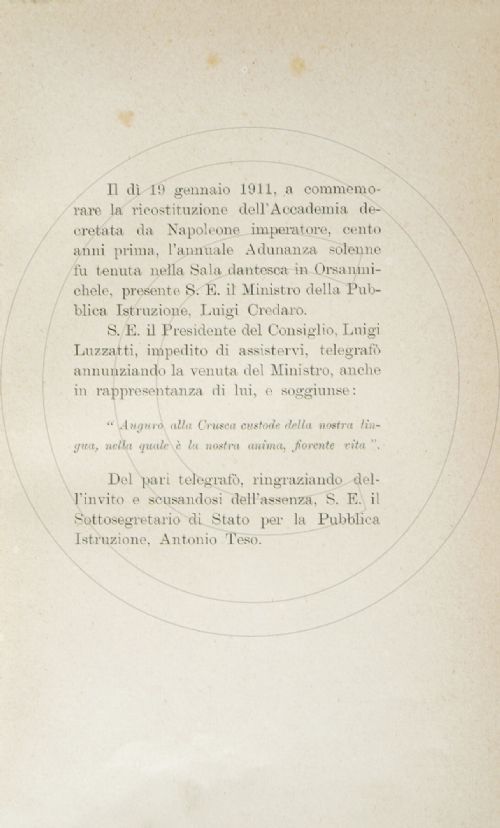 Il dì 19 gennaio 1911, a commemo-
rare la ricostituzione dell'Accademia de-
cretata da Napoleone imperatore, cento
anni prima, l'annuale Adunanza solenne
fu tenuta nella Sala dantesca in Orsanmi-
chele, presente S. E. il Ministro della Pub-
blica Istruzione, Luigi Credaro.
S. E. il Presidente del Consiglio, Luigi
Luzzatti, impedito di assistervi, telegrafò
annunziando la venuta del Ministro, anche
in rappresentanza di lui, e soggiunse:
“ Auguro alla Crusca custode della nostra lin-
gua, nella quale è la nostra anima, fiorente vita ”.
Del pari telegrafò, ringraziando del-
l'invito e scusandosi dell'assenza, S. E. il
Sottosegretario di Stato per la Pubblica
Istruzione, Antonio Teso.